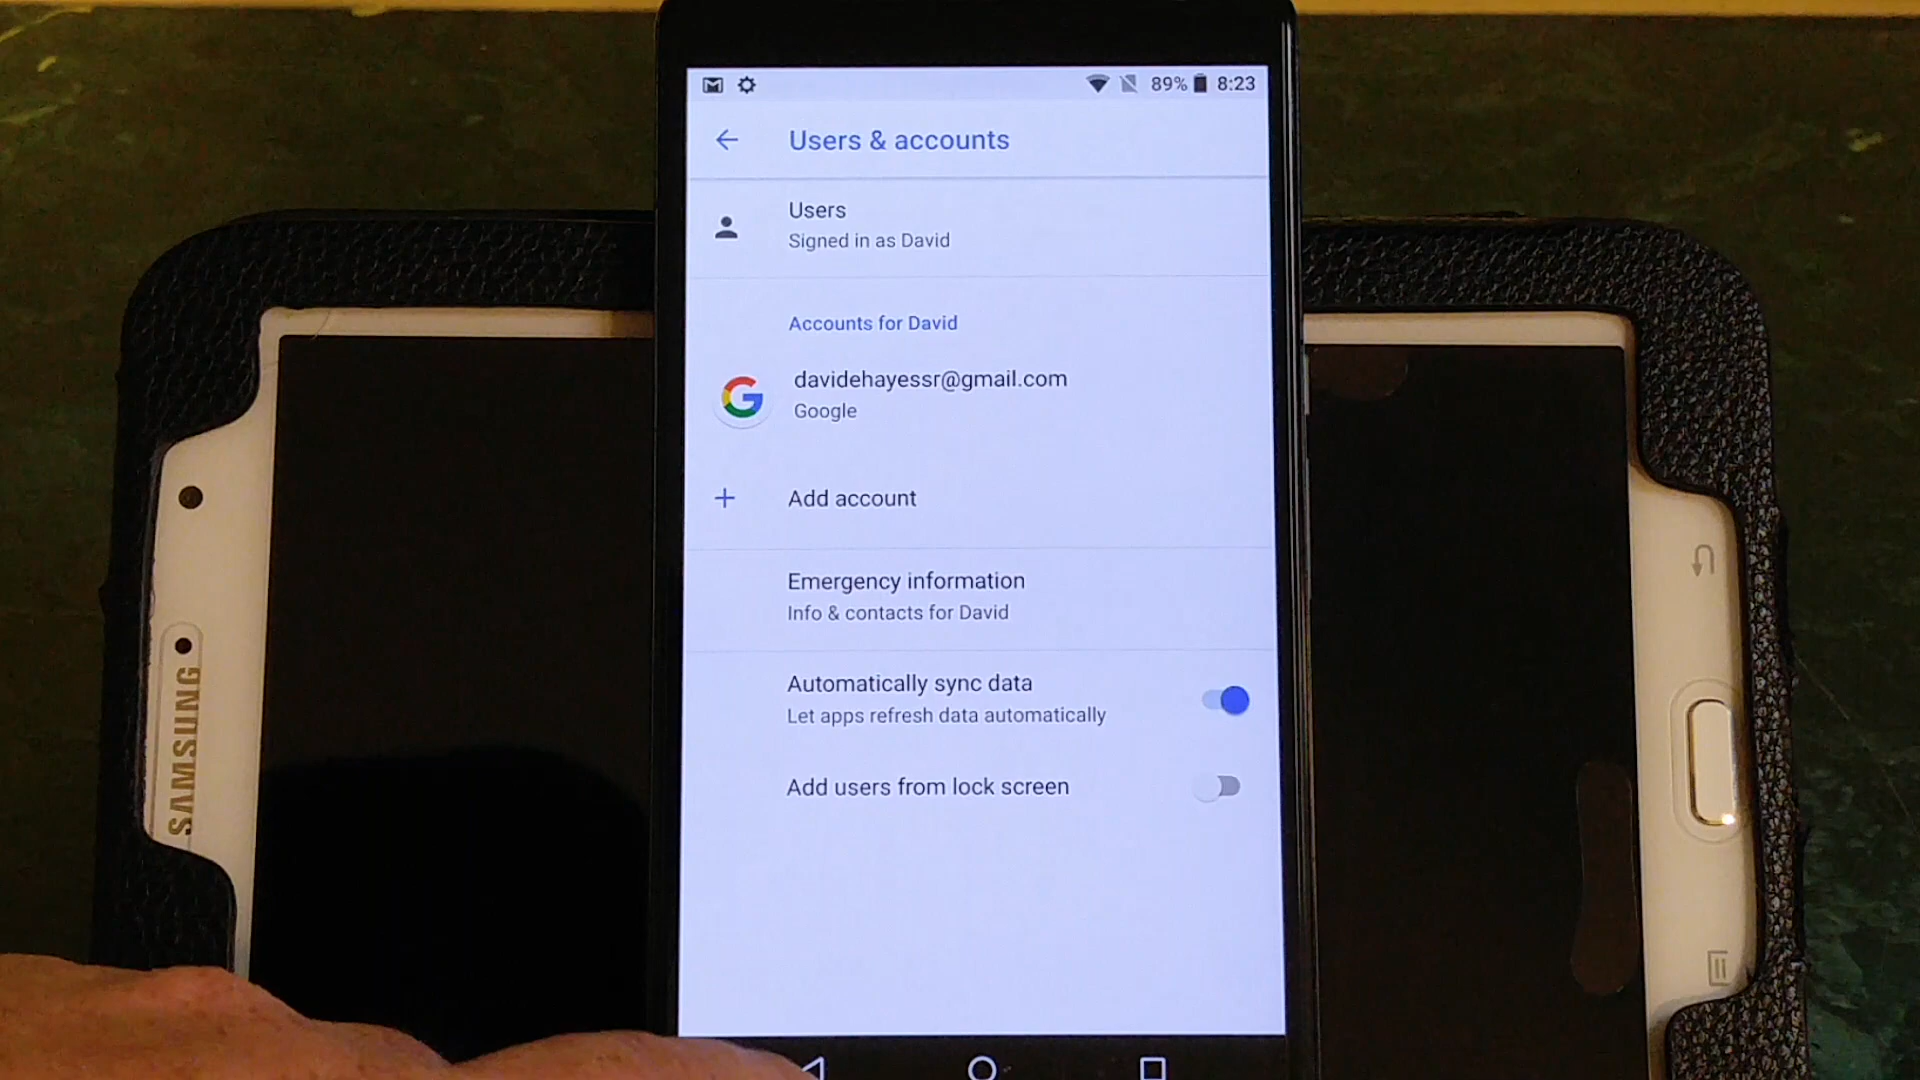 89% 8:23
Users & accounts
Users
Signed in as David
Accounts for David
davidehayessr@gmail.com
Google
Add account
Emergency information
Info & contacts for David
Automatically sync data
Let apps refresh data automatically
Add users from lock screen
SAMSUNG